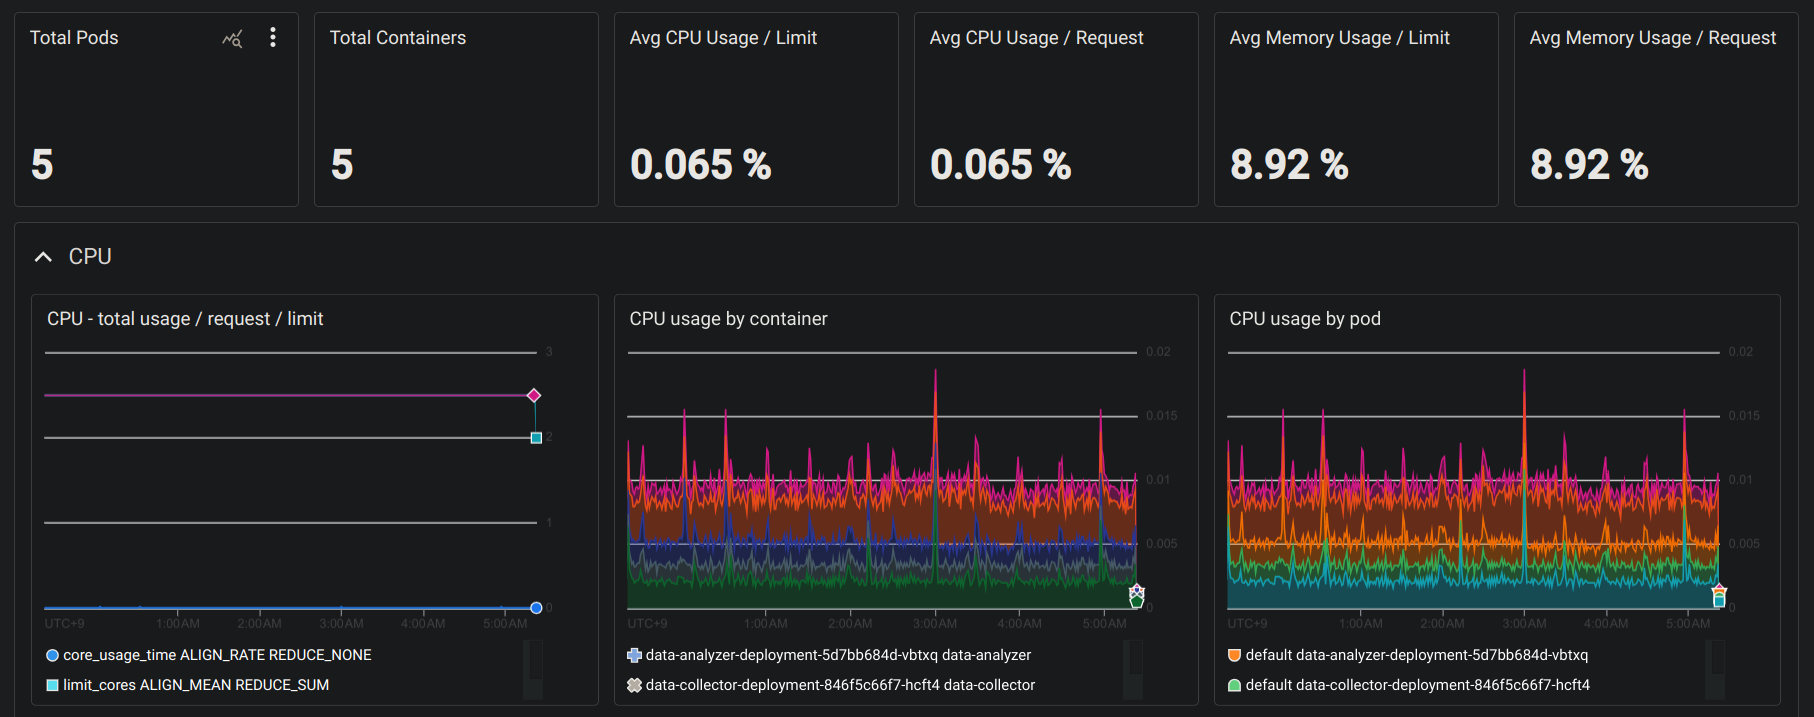 Total Pods
5
Total Containers
5
Avg CPU Usage / Limit
0.065 %
Avg CPU Usage / Request
0.065 %
Avg Memory Usage / Limit
8.92 %
Avg Memory Usage / Request
8.92 %
CPU
CPU - total usage / request / limit
3
2
1
0
UTC+9 1:00AM 2:00AM 3:00AM 4:00AM 5:00AM
core_usage_time ALIGN_RATE REDUCE_NONE
limit_cores ALIGN_MEAN REDUCE_SUM
CPU usage by container
0.02
0.015
0.01
0.005
0
UTC+9 1:00AM 2:00AM 3:00AM 4:00AM 5:00AM
data-analyzer-deployment-5d7bb684d-vbtxq data-analyzer
data-collector-deployment-846f5c66f7-hcft4 data-collector
CPU usage by pod
0.02
0.015
0.01
0.005
0
UTC+9 1:00AM 2:00AM 3:00AM 4:00AM 5:00AM
default data-analyzer-deployment-5d7bb684d-vbtxq
default data-collector-deployment-846f5c66f7-hcft4